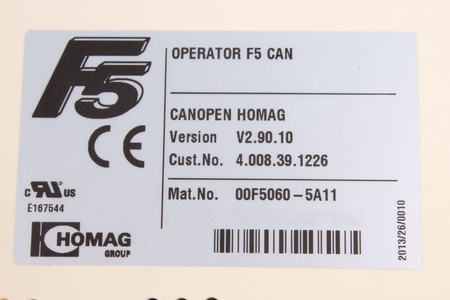 F5
OPERATOR F5 CAN
CANOPEN HOMAG
Version V2.90.10
Cust.No. 4.008.39.1226
CE
Mat.No. 00F5060-5A11
c RU US
E167544
HOMAG
GROUP
2013/26/0010